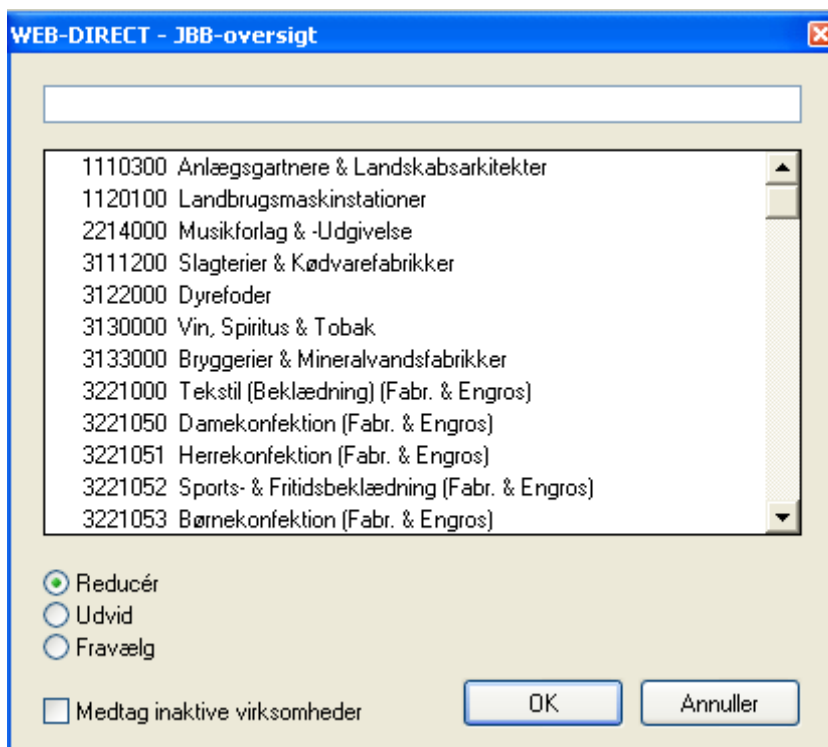 WEB-DIRECT - JBB-oversigt
1110300 Anlægsgartnere & Landskabsarkitekter
1120100 Landbrugsmaskinstationer
2214000 Musikforlag & -Udgivelse
3111200 Slagterier & Kødvarefabrikker
3122000 Dyrefoder
3130000 Vin, Spiritus & Tobak
3133000 Bryggerier & Mineralvandsfabrikker
3221000 Tekstil (Beklædning) (Fabr. & Engros)
3221050 Damekonfektion (Fabr. & Engros)
3221051 Herrekonfektion (Fabr. & Engros)
3221052 Sports- & Fritidsbeklædning (Fabr. & Engros)
3221053 Børnekonfektion (Fabr. & Engros)
Reducér
Udvid
Fravælg
Medtag inaktive virksomheder
OK
Annuller